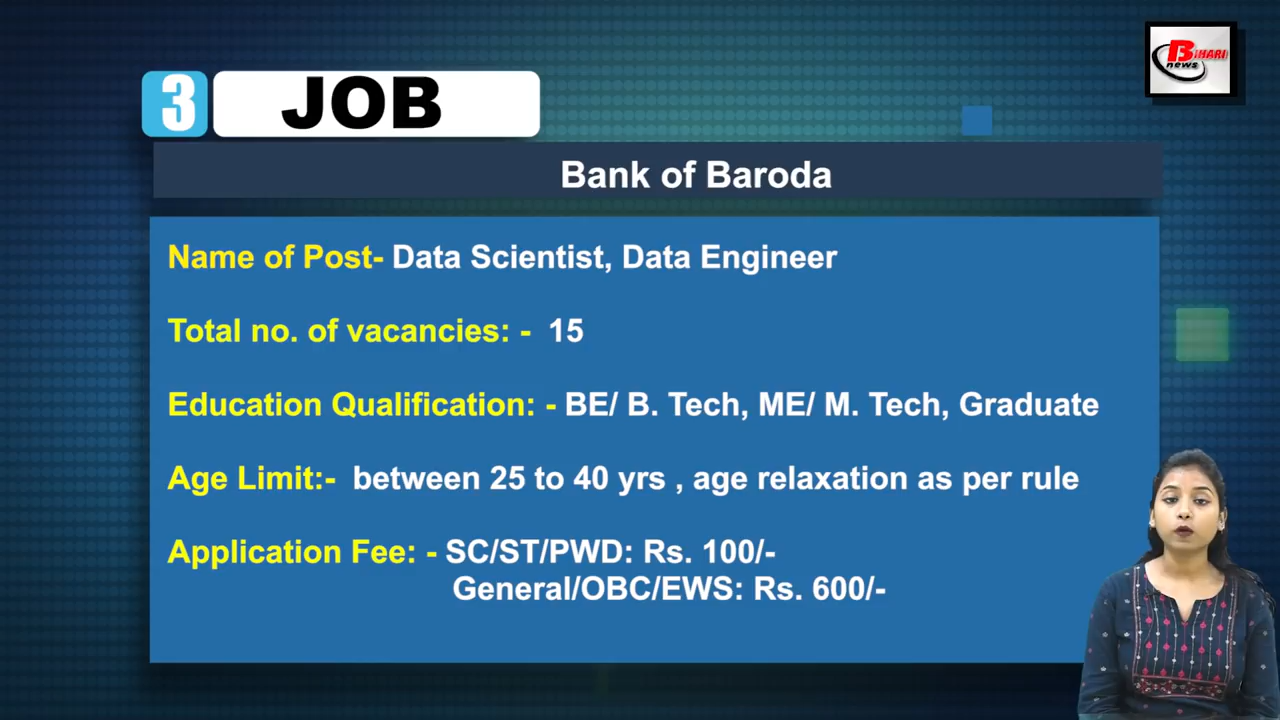 BIHARI
news
3 JOB
Bank of Baroda
Name of Post- Data Scientist, Data Engineer
Total no. of vacancies: - 15
Education Qualification: - BE/ B. Tech, ME/ M. Tech, Graduate
Age Limit:- between 25 to 40 yrs , age relaxation as per rule
Application Fee: - SC/ST/PWD: Rs. 100/-
General/OBC/EWS: Rs. 600/-